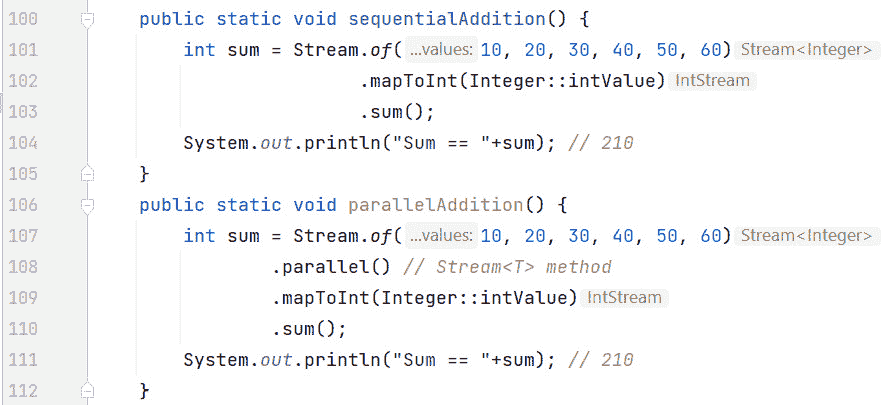 100 public static void sequentialAddition() {
101 int sum = Stream.of( ...values: 10, 20, 30, 40, 50, 60) Stream<Integer>
102 .mapToInt(Integer::intValue) IntStream
103 .sum();
104 System.out.println("Sum == "+sum); // 210
105 }
106 public static void parallelAddition() {
107 int sum = Stream.of( ...values: 10, 20, 30, 40, 50, 60) Stream<Integer>
108 .parallel() // Stream<T> method
109 .mapToInt(Integer::intValue) IntStream
110 .sum();
111 System.out.println("Sum == "+sum); // 210
112 }